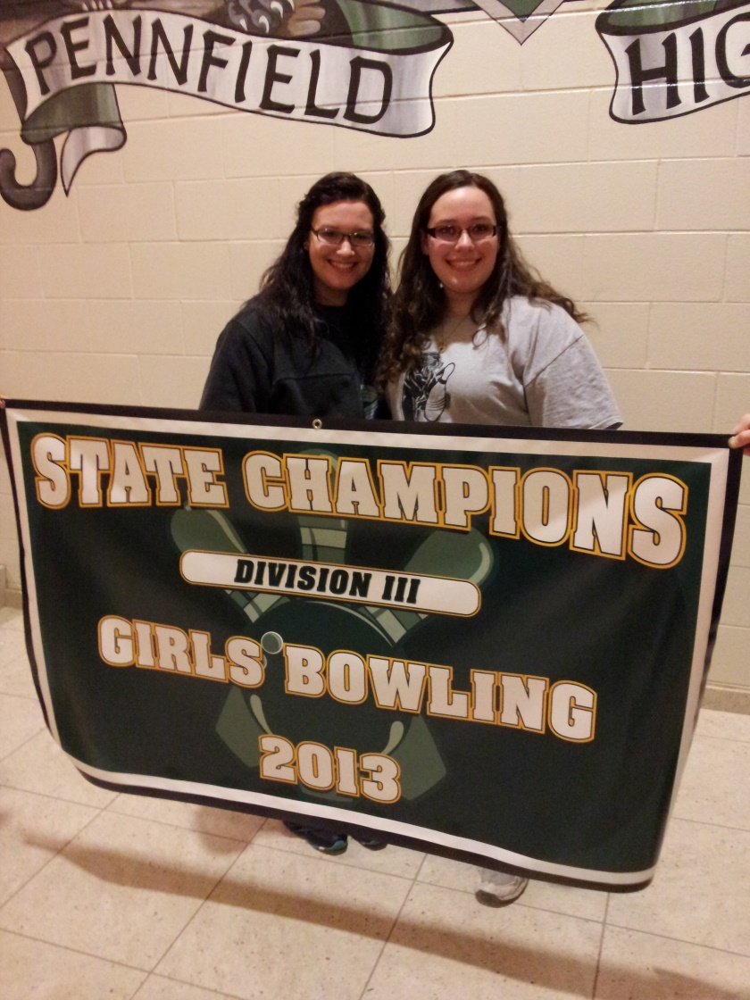 PENNFIELD
HIG
STATE CHAMPIONS
DIVISION III
GIRLS' BOWLING
2013